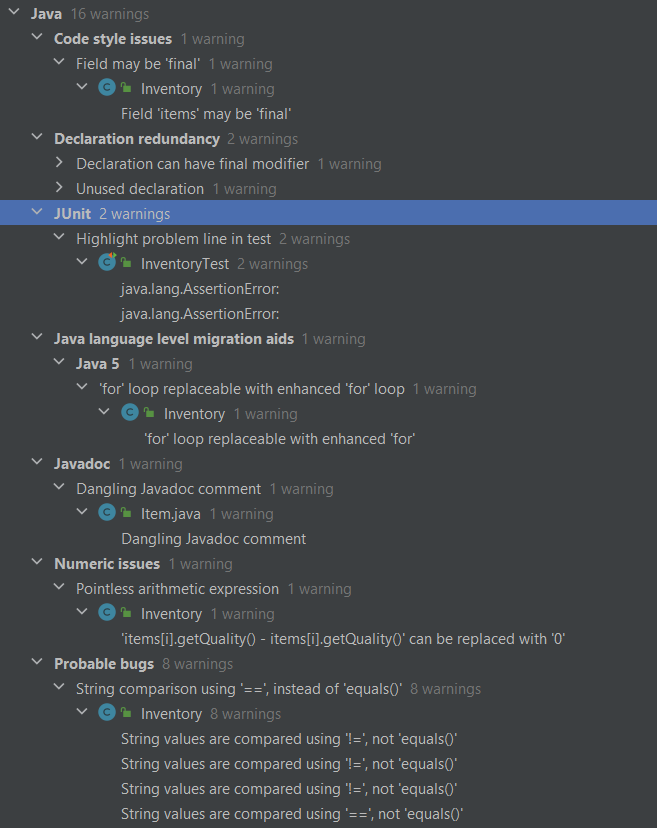 Java 16 warnings
Code style issues 1 warning
Field may be 'final' 1 warning
C Inventory 1 warning
Field 'items' may be 'final'
Declaration redundancy 2 warnings
Declaration can have final modifier 1 warning
Unused declaration 1 warning
JUnit 2 warnings
Highlight problem line in test 2 warnings
C InventoryTest 2 warnings
java.lang.AssertionError:
java.lang.AssertionError:
Java language level migration aids 1 warning
Java 5 1 warning
'for' loop replaceable with enhanced 'for' loop 1 warning
C Inventory 1 warning
'for' loop replaceable with enhanced 'for'
Javadoc 1 warning
Dangling Javadoc comment 1 warning
C Item.java 1 warning
Dangling Javadoc comment
Numeric issues 1 warning
Pointless arithmetic expression 1 warning
C Inventory 1 warning
'items[i].getQuality() - items[i].getQuality()' can be replaced with '0'
Probable bugs 8 warnings
String comparison using '==', instead of 'equals()' 8 warnings
C Inventory 8 warnings
String values are compared using '!=', not 'equals()'
String values are compared using '!=', not 'equals()'
String values are compared using '!=', not 'equals()'
String values are compared using '==', not 'equals()'